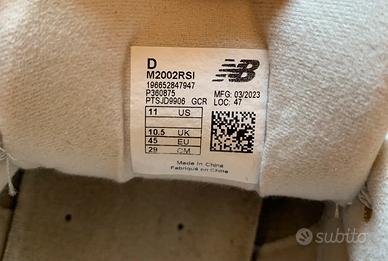 D
M2002RSI
196652847947
P360875
PTSJD9906 GCR
NB
MFG: 03/2023
LOC: 47
11 US
10.5 UK
45 EU
29 CM
Made in China
Fabriqué en Chine
subito